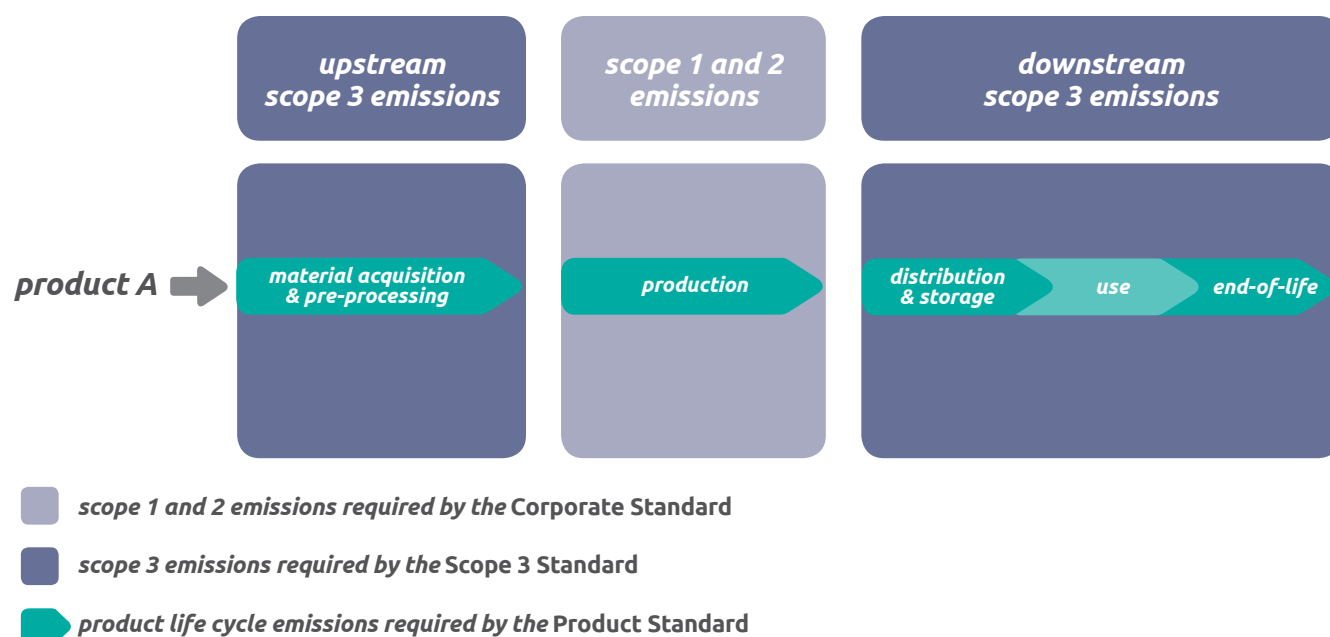 upstream
scope 3 emissions
scope 1 and 2
emissions
downstream
scope 3 emissions
product A
material acquisition
& pre-processing
production
distribution
& storage
use
end-of-life
scope 1 and 2 emissions required by the Corporate Standard
scope 3 emissions required by the Scope 3 Standard
product life cycle emissions required by the Product Standard